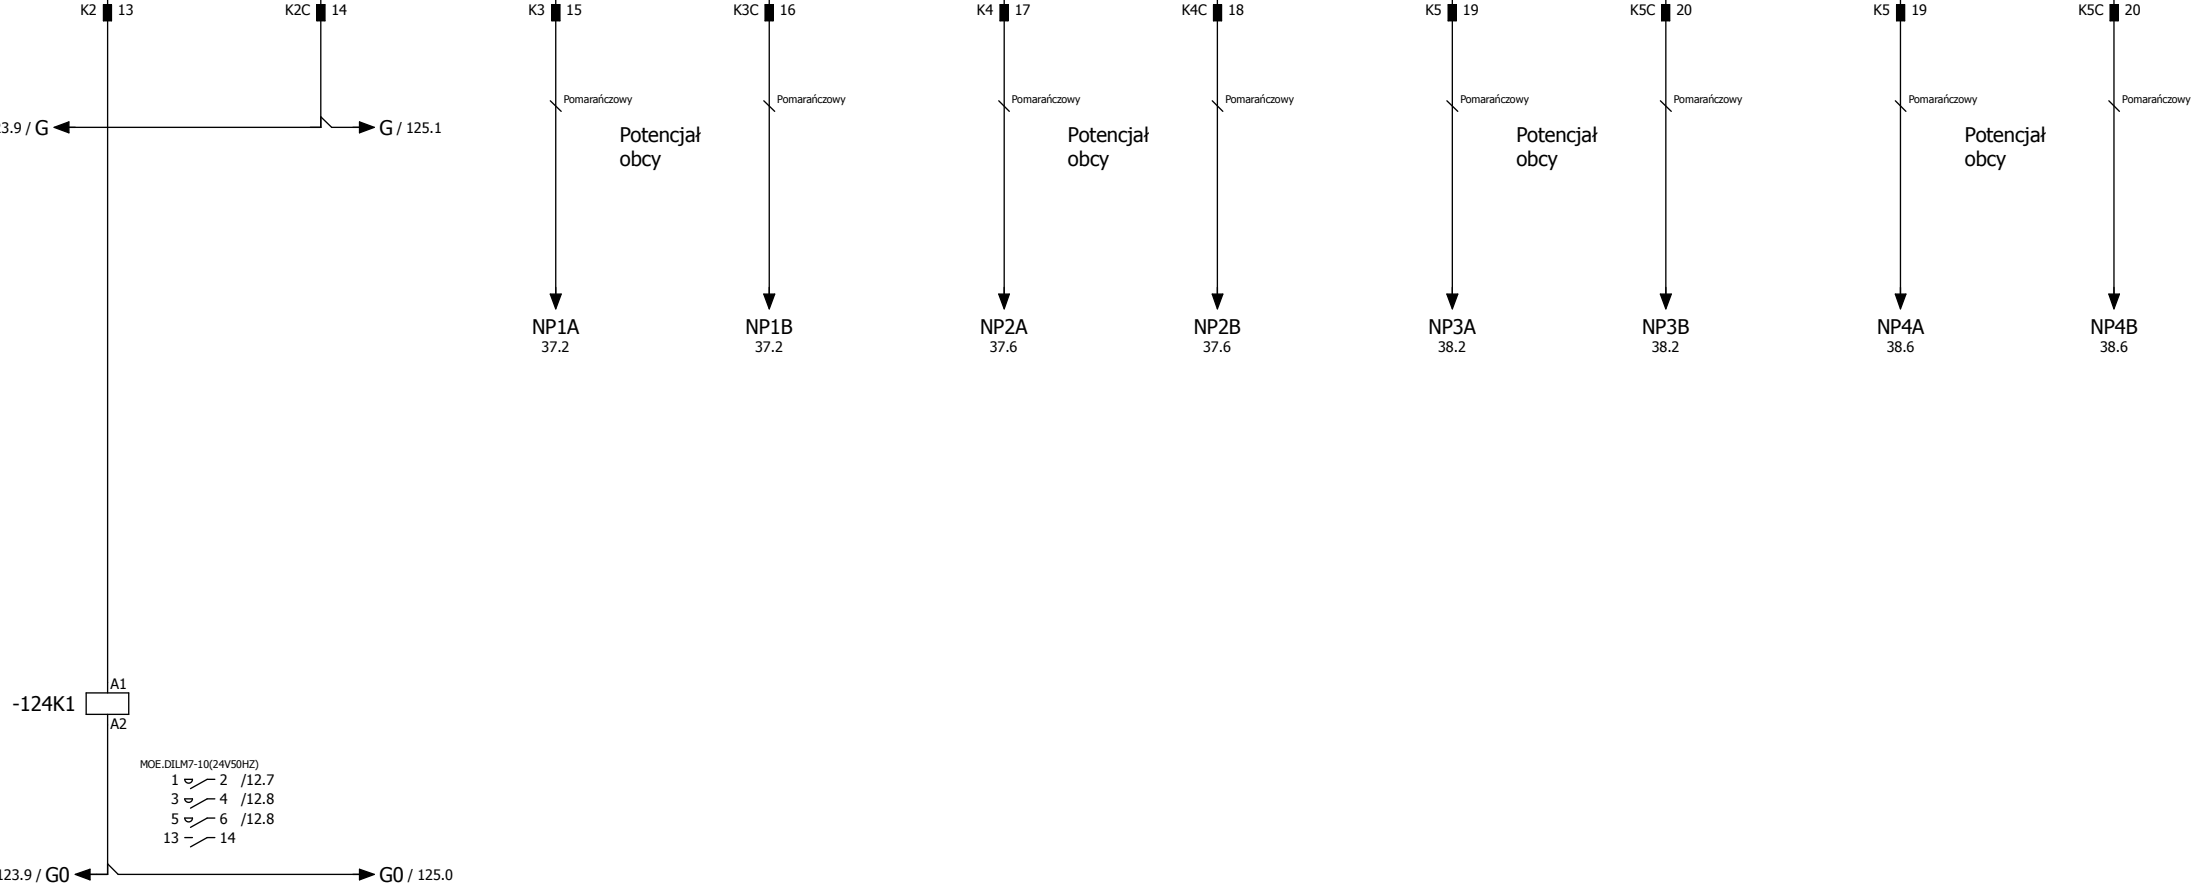 K2 13 K2C 14 K3 15 K3C 16 K4 17 K4C 18 K5 19 K5C 20 K5 19 K5C 20
Pomarańczowy Pomarańczowy Pomarańczowy Pomarańczowy Pomarańczowy Pomarańczowy Pomarańczowy Pomarańczowy
3.9 / G G / 125.1
Potencjał
obcy
Potencjał
obcy
Potencjał
obcy
Potencjał
obcy
NP1A NP1B NP2A NP2B NP3A NP3B NP4A NP4B
37.2 37.2 37.6 37.6 38.2 38.2 38.6 38.6
A1
-124K1
A2
MOE.DILM7-10(24V50HZ)
1 2 /12.7
3 4 /12.8
5 6 /12.8
13 14
123.9 / G0 G0 / 125.0